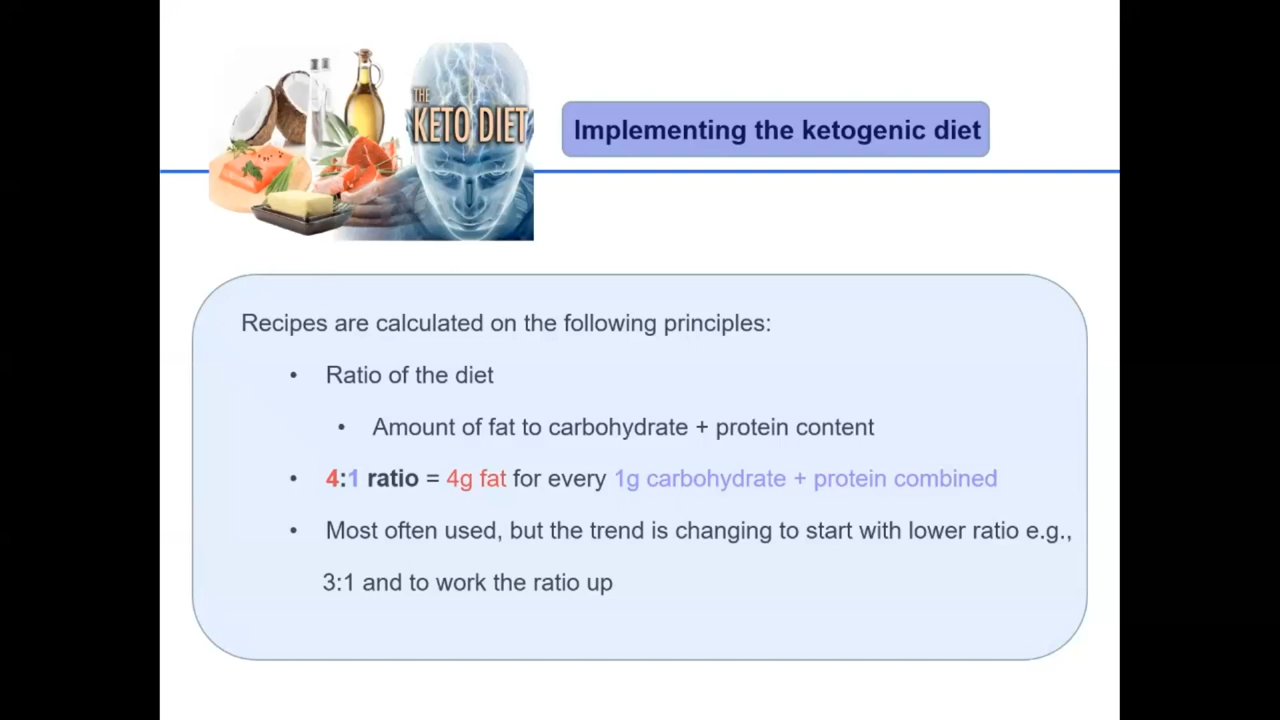 THE
KETO DIET
Implementing the ketogenic diet
Recipes are calculated on the following principles:
• Ratio of the diet
• Amount of fat to carbohydrate + protein content
• 4:1 ratio = 4g fat for every 1g carbohydrate + protein combined
• Most often used, but the trend is changing to start with lower ratio e.g.,
3:1 and to work the ratio up